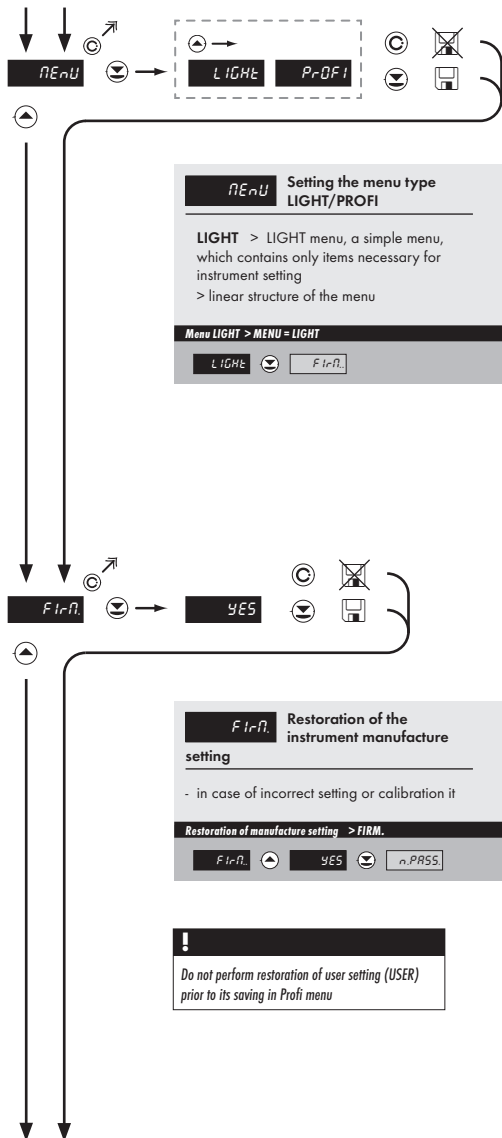 MENU
LIGHT PROFI
MENU Setting the menu type
LIGHT/PROFI
LIGHT > LIGHT menu, a simple menu,
which contains only items necessary for
instrument setting
> linear structure of the menu
Menu LIGHT > MENU = LIGHT
LIGHT FIRM..
FIRM.
YES
FIRM. Restoration of the
instrument manufacture
setting
- in case of incorrect setting or calibration it
Restoration of manufacture setting > FIRM.
FIRM.. YES n.PASS.
!
Do not perform restoration of user setting (USER)
prior to its saving in Profi menu